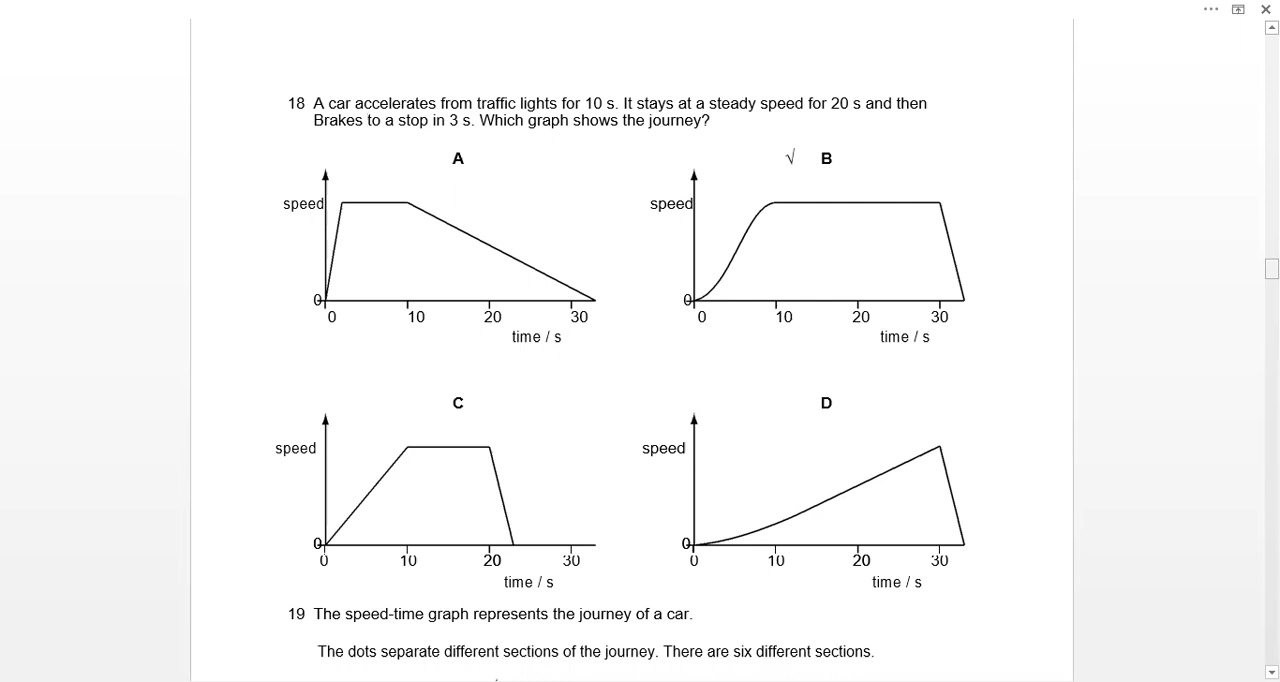 18 A car accelerates from traffic lights for 10 s. It stays at a steady speed for 20 s and then
Brakes to a stop in 3 s. Which graph shows the journey?
A
√ B
speed
0
0 10 20 30
time / s
speed
0
0 10 20 30
time / s
C
D
speed
0
0 10 20 30
time / s
speed
0
0 10 20 30
time / s
19 The speed-time graph represents the journey of a car.
The dots separate different sections of the journey. There are six different sections.